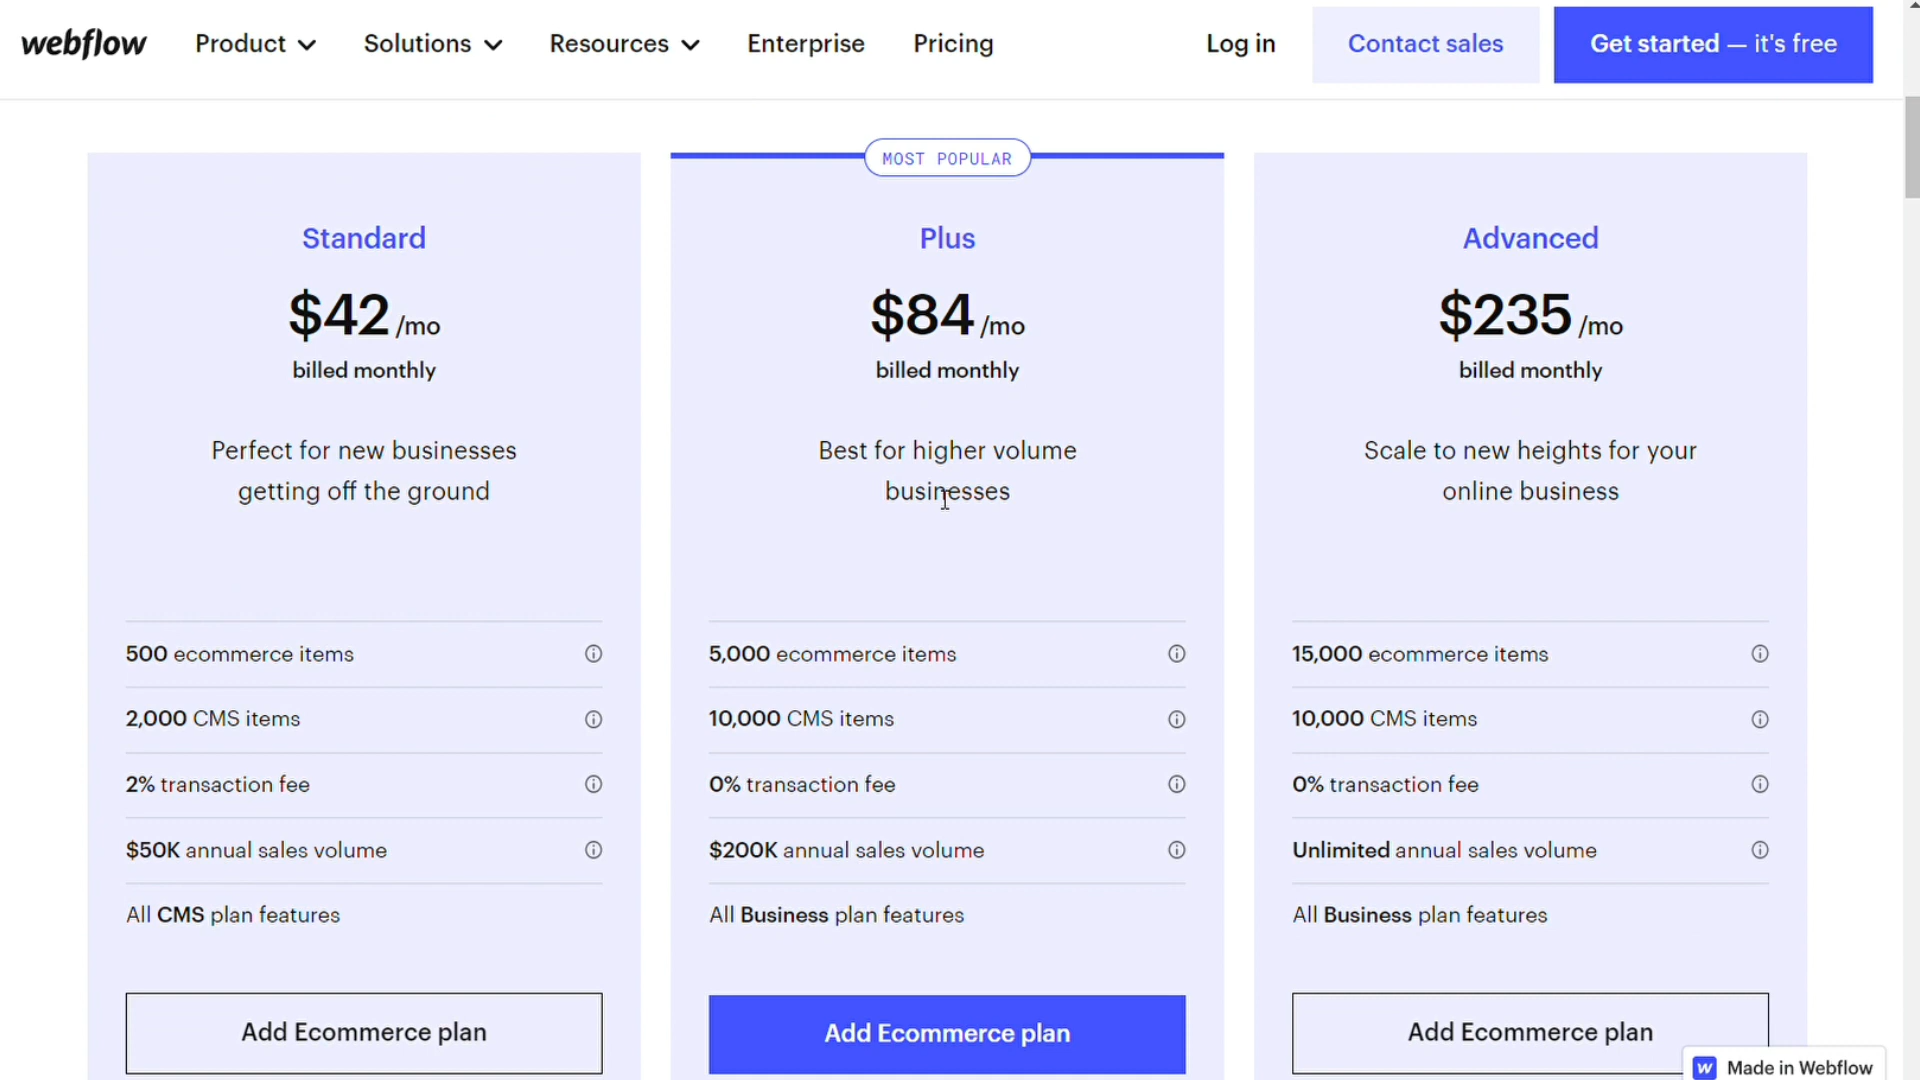 webflow Product Solutions Resources Enterprise Pricing Log in Contact sales Get started — it's free
MOST POPULAR
Standard
$42 /mo
billed monthly
Perfect for new businesses
getting off the ground
500 ecommerce items
2,000 CMS items
2% transaction fee
$50K annual sales volume
All CMS plan features
Add Ecommerce plan
Plus
$84 /mo
billed monthly
Best for higher volume
businesses
5,000 ecommerce items
10,000 CMS items
0% transaction fee
$200K annual sales volume
All Business plan features
Add Ecommerce plan
Advanced
$235 /mo
billed monthly
Scale to new heights for your
online business
15,000 ecommerce items
10,000 CMS items
0% transaction fee
Unlimited annual sales volume
All Business plan features
Add Ecommerce plan
Made in Webflow